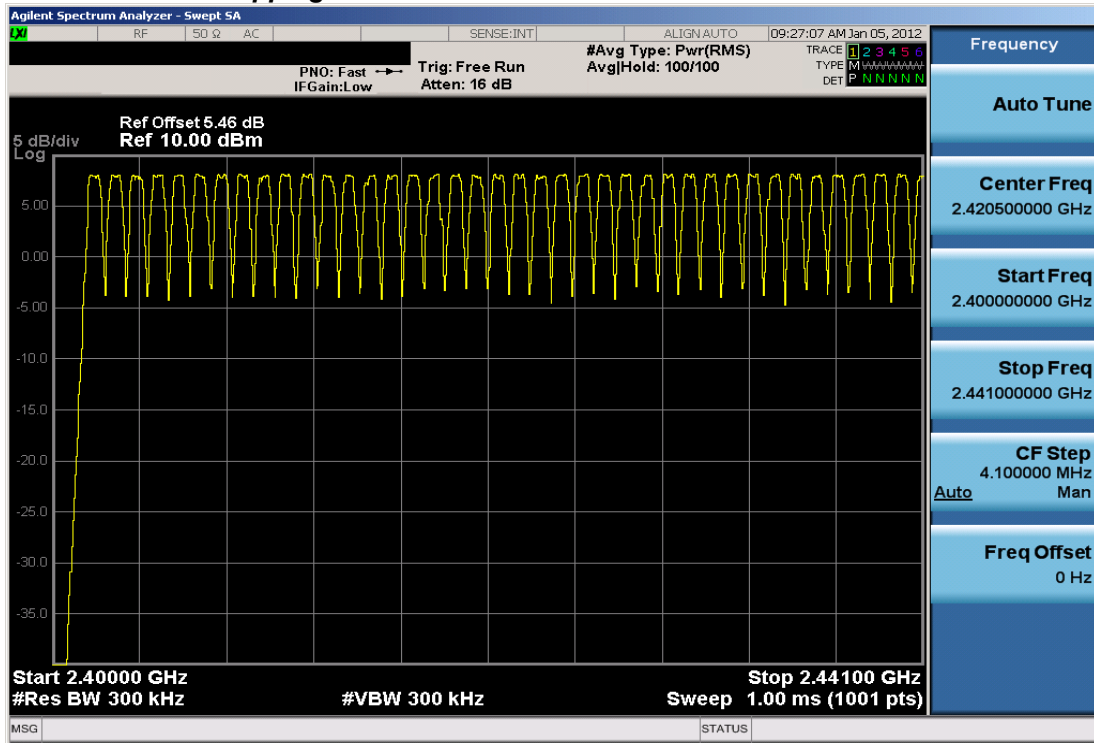 Agilent Spectrum Analyzer - Swept SA
LXI RF 50 Ω AC SENSE:INT ALIGN AUTO 09:27:07 AM Jan 05, 2012
#Avg Type: Pwr(RMS) TRACE 1 2 3 4 5 6
PNO: Fast Trig: Free Run Avg|Hold: 100/100 TYPE M WWWWW
IFGain:Low Atten: 16 dB DET P N N N N N
Ref Offset 5.46 dB
5 dB/div Ref 10.00 dBm
Log
5.00
0.00
-5.00
-10.0
-15.0
-20.0
-25.0
-30.0
-35.0
Start 2.40000 GHz Stop 2.44100 GHz
#Res BW 300 kHz #VBW 300 kHz Sweep 1.00 ms (1001 pts)
MSG STATUS
Frequency
Auto Tune
Center Freq
2.420500000 GHz
Start Freq
2.400000000 GHz
Stop Freq
2.441000000 GHz
CF Step
4.100000 MHz
Auto Man
Freq Offset
0 Hz